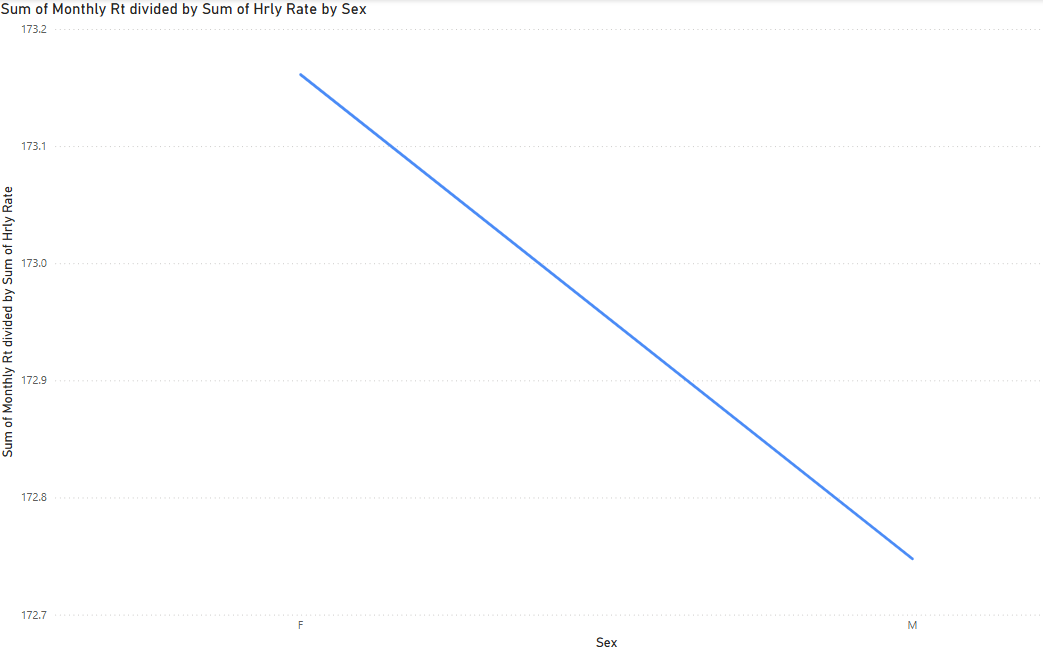 Sum of Monthly Rt divided by Sum of Hrly Rate by Sex
173.2
173.1
173.0
172.9
172.8
172.7
Sum of Monthly Rt divided by Sum of Hrly Rate
F
M
Sex